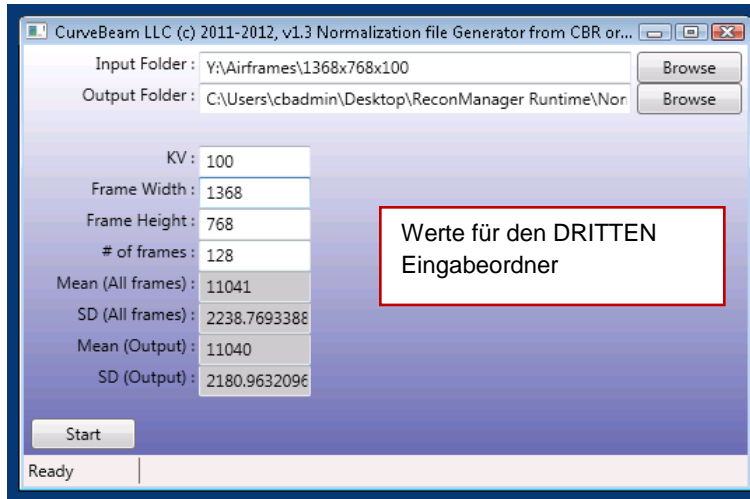 CurveBeam LLC (c) 2011-2012, v1.3 Normalization file Generator from CBR or...
Input Folder : Y:\Airframes\1368x768x100 Browse
Output Folder : C:\Users\cbadmin\Desktop\ReconManager Runtime\Nor Browse
KV : 100
Frame Width : 1368
Frame Height : 768
# of frames : 128
Mean (All frames) : 11041
SD (All frames) : 2238.7693388
Mean (Output) : 11040
SD (Output) : 2180.9632096
Werte für den DRITTEN
Eingabeordner
Start
Ready